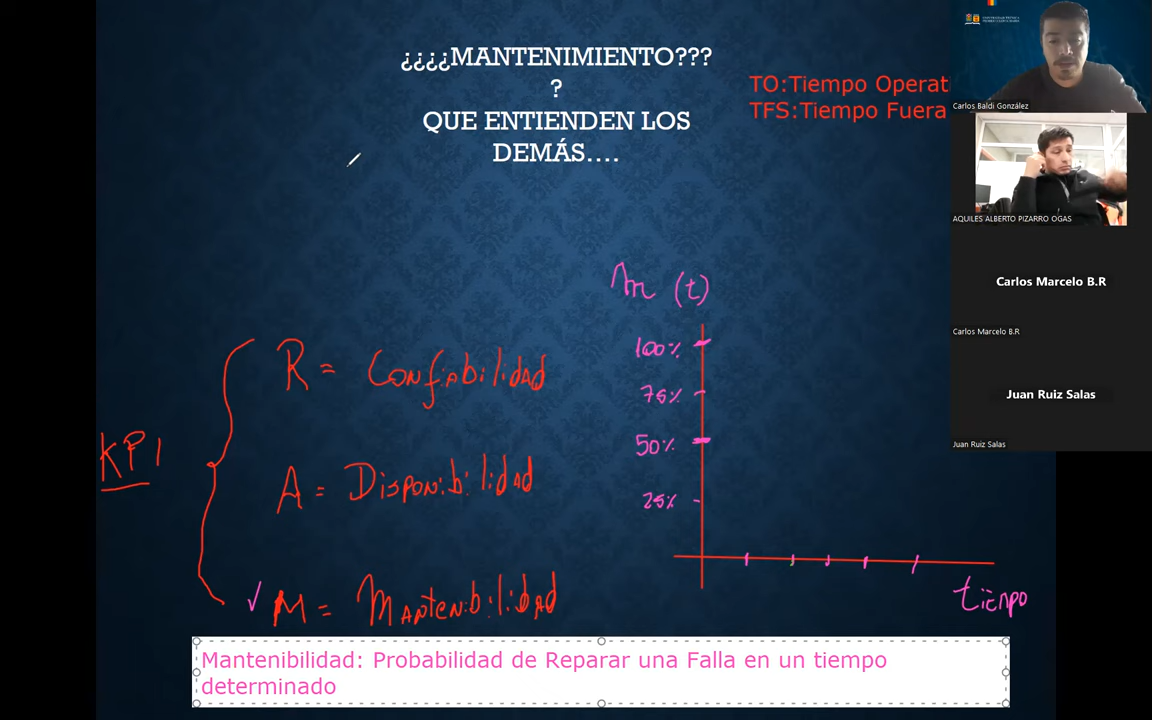 ¿¿¿¿MANTENIMIENTO???
?
QUE ENTIENDEN LOS
DEMÁS....
TO:Tiempo Operat
TFS:Tiempo Fuera
Carlos Baldi González
AQUILES ALBERTO PIZARRO OGAS
Carlos Marcelo B.R
Carlos Marcelo B.R
Juan Ruiz Salas
Juan Ruiz Salas
KPI
R = Confiabilidad
A = Disponibilidad
✓ M = Mantenibilidad
M (t)
100%
75%
50%
25%
tiempo
Mantenibilidad: Probabilidad de Reparar una Falla en un tiempo
determinado